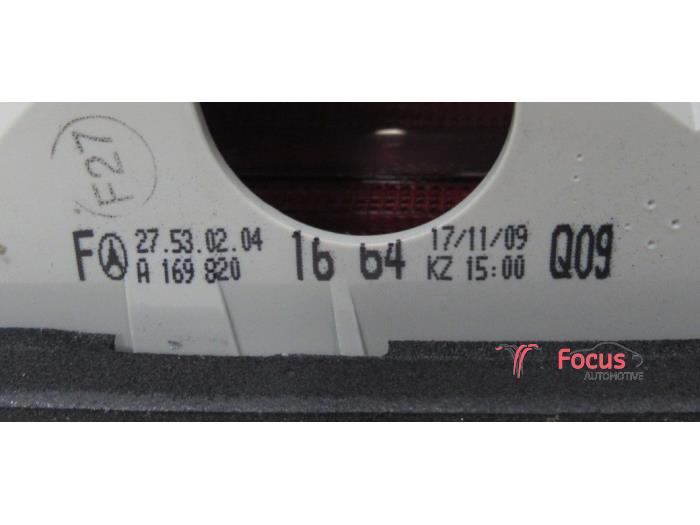 F27
F 27.53.02.04 16 64 17/11/09 Q09
A 169 820 KZ 15:00
Focus
AUTOMOTIVE